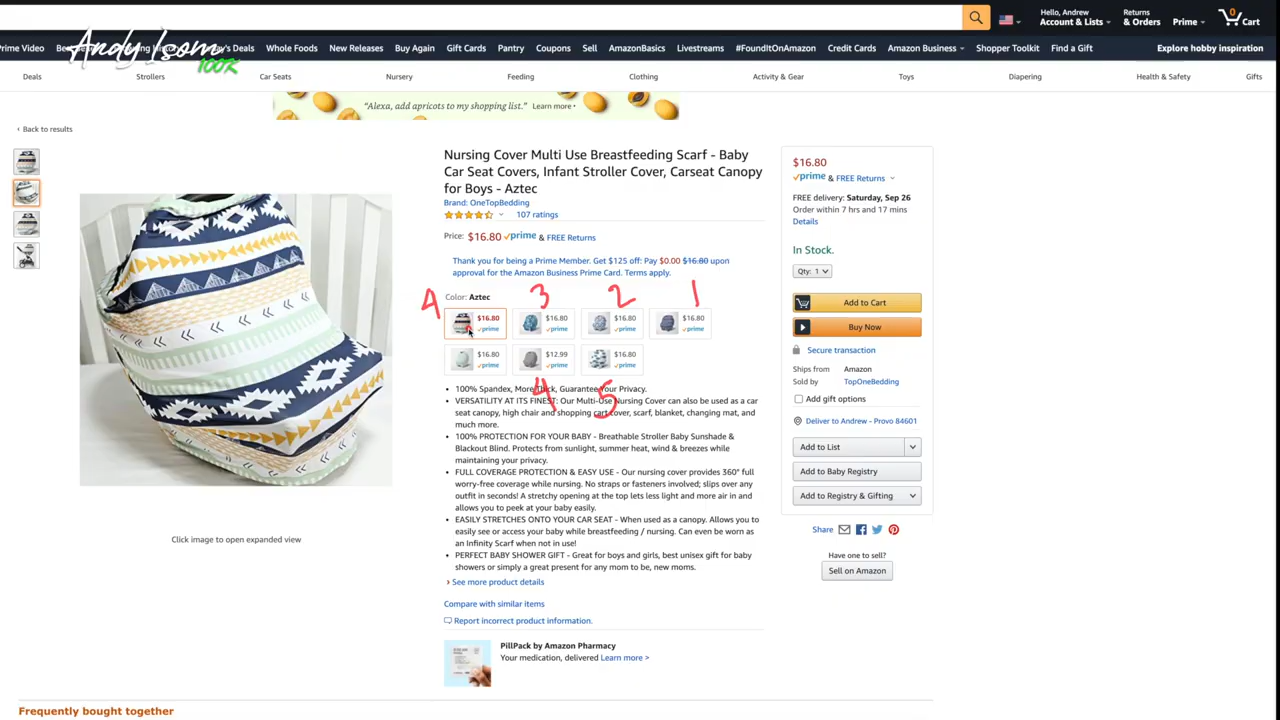 Andy Isom
100K
Hello, Andrew
Account & Lists
Returns
& Orders
Prime
0
Cart
Prime Video
Day's Deals
Whole Foods
New Releases
Buy Again
Gift Cards
Pantry
Coupons
Sell
AmazonBasics
Livestreams
#FoundItOnAmazon
Credit Cards
Amazon Business
Shopper Toolkit
Find a Gift
Explore hobby inspiration
Deals
Strollers
Car Seats
Nursery
Feeding
Clothing
Activity & Gear
Toys
Diapering
Health & Safety
Gifts
“Alexa, add apricots to my shopping list.” Learn more ›
‹ Back to results
Nursing Cover Multi Use Breastfeeding Scarf - Baby
Car Seat Covers, Infant Stroller Cover, Carseat Canopy
for Boys - Aztec
Brand: OneTopBedding
107 ratings
Price: $16.80 prime & FREE Returns
Thank you for being a Prime Member. Get $125 off: Pay $0.00 $16.80 upon
approval for the Amazon Business Prime Card. Terms apply.
Color: Aztec
4
3
2
1
$16.80
prime
$16.80
prime
$16.80
prime
$16.80
prime
$16.80
prime
$12.99
prime
$16.80
prime
4
5
• 100% Spandex, More Thick, Guarantee Your Privacy.
• VERSATILITY AT ITS FINEST: Our Multi-Use Nursing Cover can also be used as a car
seat canopy, high chair and shopping cart cover, scarf, blanket, changing mat, and
much more.
• 100% PROTECTION FOR YOUR BABY - Breathable Stroller Baby Sunshade &
Blackout Blind. Protects from sunlight, summer heat, wind & breezes while
maintaining your privacy.
• FULL COVERAGE PROTECTION & EASY USE - Our nursing cover provides 360° full
worry-free coverage while nursing. No straps or fasteners involved; slips over any
outfit in seconds! A stretchy opening at the top lets less light and more air in and
allows you to peek at your baby easily.
• EASILY STRETCHES ONTO YOUR CAR SEAT - When used as a canopy. Allows you to
easily see or access your baby while breastfeeding / nursing. Can even be worn as
an Infinity Scarf when not in use!
• PERFECT BABY SHOWER GIFT - Great for boys and girls, best unisex gift for baby
showers or simply a great present for any mom to be, new moms.
› See more product details
Compare with similar items
Report incorrect product information.
PillPack by Amazon Pharmacy
Your medication, delivered Learn more >
Click image to open expanded view
$16.80
prime & FREE Returns
FREE delivery: Saturday, Sep 26
Order within 7 hrs and 17 mins
Details
In Stock.
Qty: 1
Add to Cart
Buy Now
Secure transaction
Ships from Amazon
Sold by TopOneBedding
Add gift options
Deliver to Andrew - Provo 84601
Add to List
Add to Baby Registry
Add to Registry & Gifting
Share
Have one to sell?
Sell on Amazon
Frequently bought together